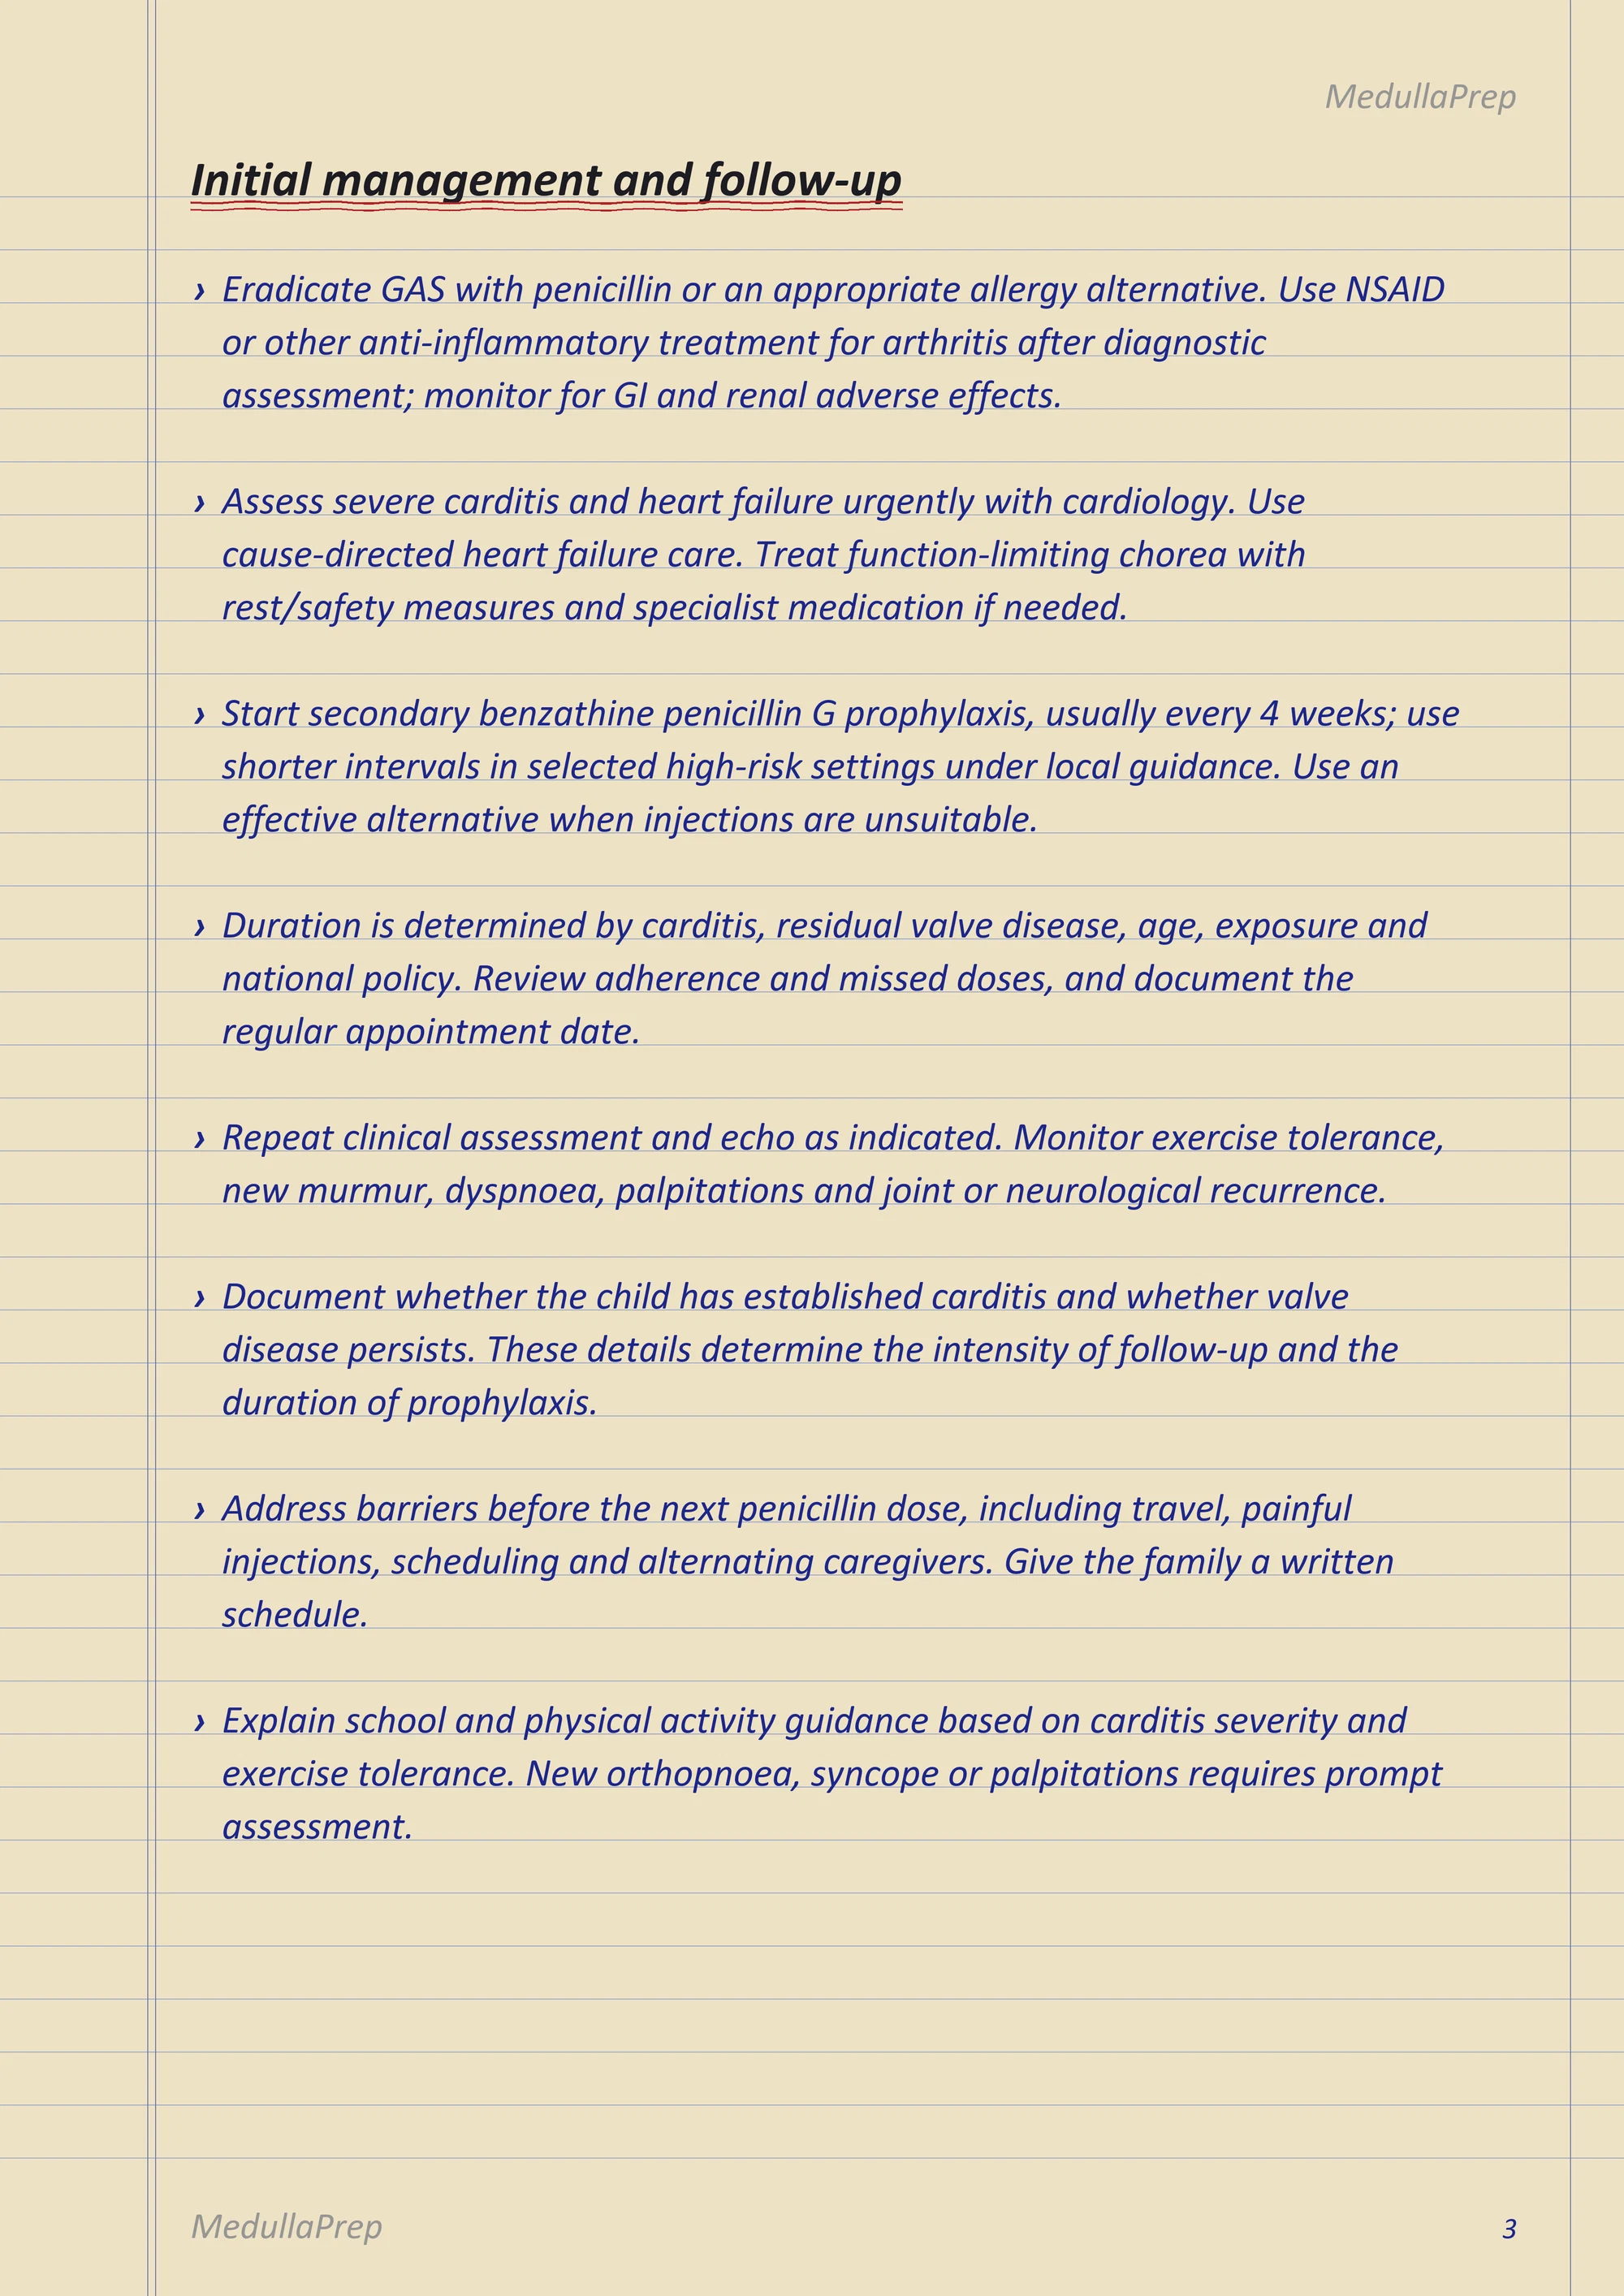 MedullaPrep
Initial management and follow-up
› Eradicate GAS with penicillin or an appropriate allergy alternative. Use NSAID
or other anti-inflammatory treatment for arthritis after diagnostic
assessment; monitor for GI and renal adverse effects.
› Assess severe carditis and heart failure urgently with cardiology. Use
cause-directed heart failure care. Treat function-limiting chorea with
rest/safety measures and specialist medication if needed.
› Start secondary benzathine penicillin G prophylaxis, usually every 4 weeks; use
shorter intervals in selected high-risk settings under local guidance. Use an
effective alternative when injections are unsuitable.
› Duration is determined by carditis, residual valve disease, age, exposure and
national policy. Review adherence and missed doses, and document the
regular appointment date.
› Repeat clinical assessment and echo as indicated. Monitor exercise tolerance,
new murmur, dyspnoea, palpitations and joint or neurological recurrence.
› Document whether the child has established carditis and whether valve
disease persists. These details determine the intensity of follow-up and the
duration of prophylaxis.
› Address barriers before the next penicillin dose, including travel, painful
injections, scheduling and alternating caregivers. Give the family a written
schedule.
› Explain school and physical activity guidance based on carditis severity and
exercise tolerance. New orthopnoea, syncope or palpitations requires prompt
assessment.
MedullaPrep
3